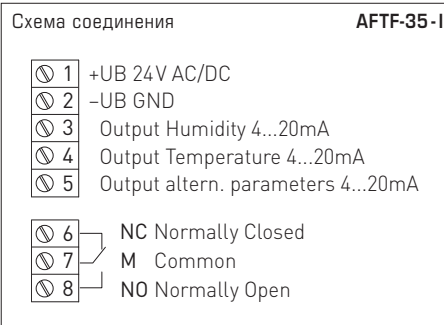 Схема соединения AFTF-35-I
1 +UB 24V AC/DC
2 –UB GND
3 Output Humidity 4...20mA
4 Output Temperature 4...20mA
5 Output altern. parameters 4...20mA
6 NC Normally Closed
7 M Common
8 NO Normally Open